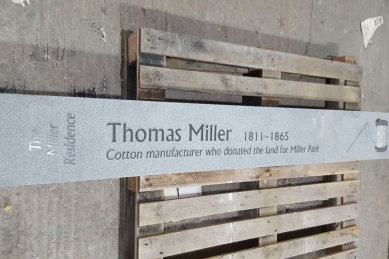 The
Miller
Residence
Thomas Miller 1811–1865
Cotton manufacturer who donated the land for Miller Park